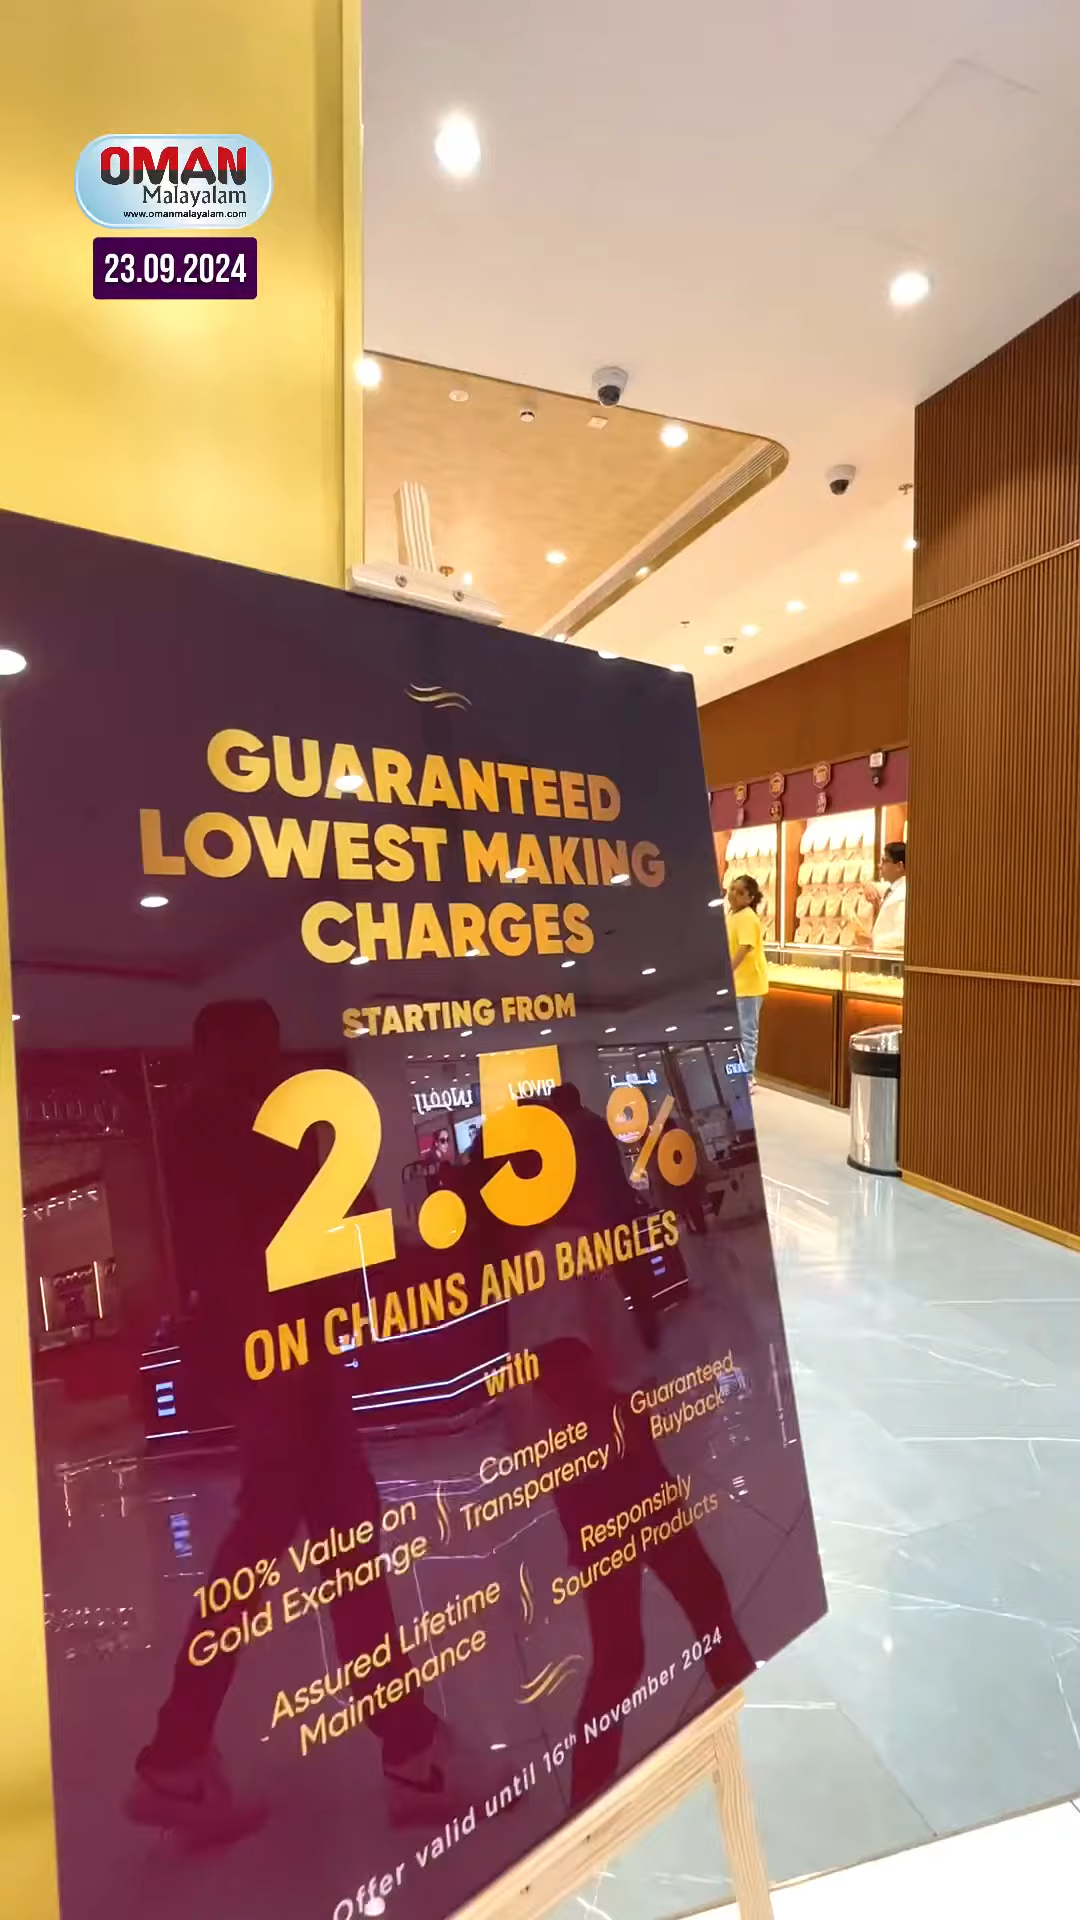 OMAN
Malayalam
www.omanmalayalam.com
23.09.2024
GUARANTEED
LOWEST MAKING
CHARGES
STARTING FROM
2.5%
ON CHAINS AND BANGLES
with
100% Value on
Gold Exchange
Complete
Transparency
Guaranteed
Buyback
Assured Lifetime
Maintenance
Responsibly
Sourced Products
Offer valid until 16th November 2024